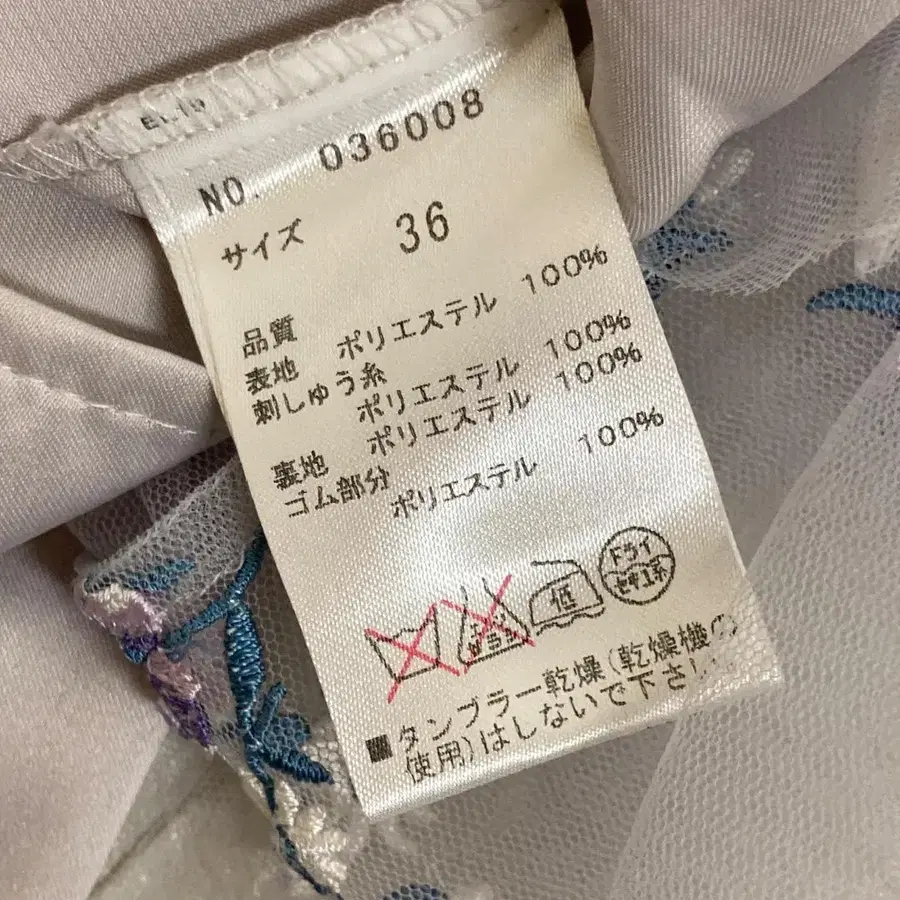 NO. 036008
サイズ 36
品質
表地 ポリエステル 100%
刺しゅう糸
ポリエステル 100%
ポリエステル 100%
裏地
ゴム部分
ポリエステル 100%
低
ドライ
セキユ系
■タンブラー乾燥(乾燥機の
使用)はしないで下さい